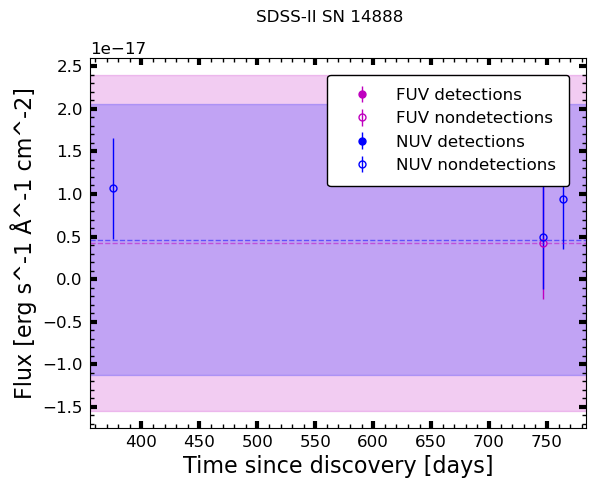 SDSS-II SN 14888
1e−17
2.5
2.0
1.5
1.0
0.5
0.0
−0.5
−1.0
−1.5
Flux [erg s^-1 Å^-1 cm^-2]
FUV detections
FUV nondetections
NUV detections
NUV nondetections
400 450 500 550 600 650 700 750
Time since discovery [days]